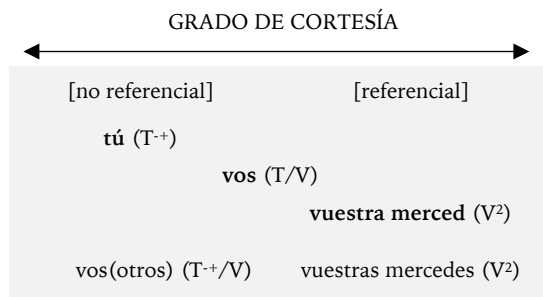 GRADO DE CORTESÍA
[no referencial] [referencial]
tú (T-+)
vos (T/V)
vuestra merced (V²)
vos(otros) (T-+/V) vuestras mercedes (V²)